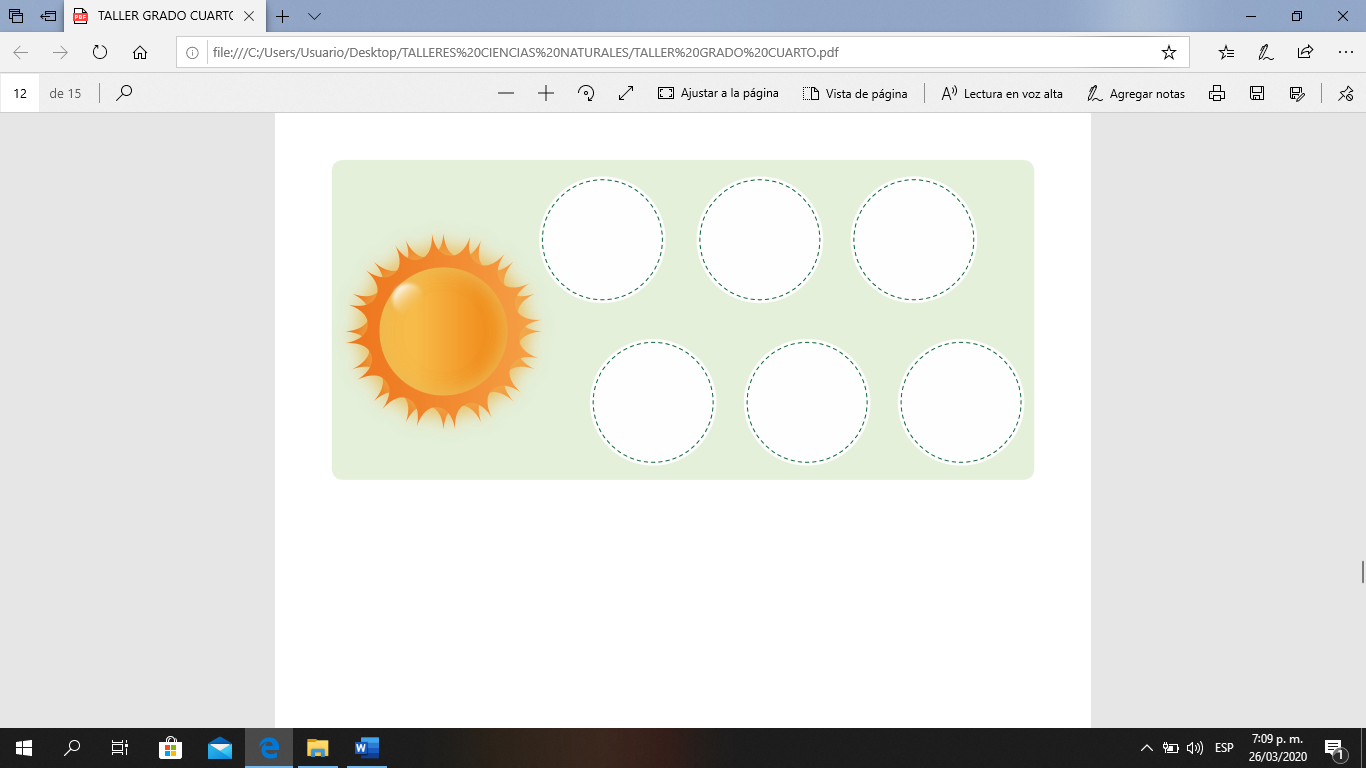 TALLER GRADO CUARTO
file:///C:/Users/Usuario/Desktop/TALLERES%20CIENCIAS%20NATURALES/TALLER%20GRADO%20CUARTO.pdf
12 de 15 Ajustar a la página Vista de página Lectura en voz alta Agregar notas
ESP
7:09 p. m.
26/03/2020
1